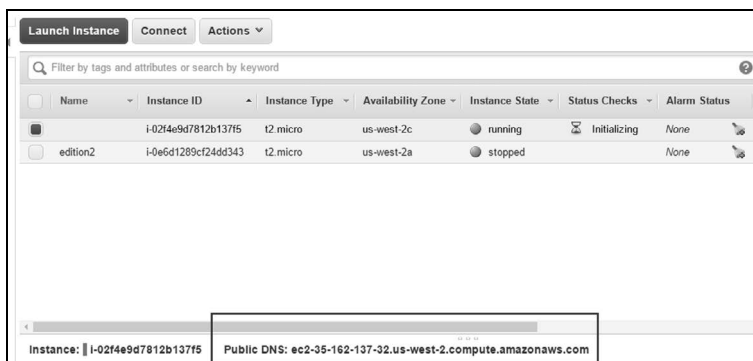 Launch Instance Connect Actions
Filter by tags and attributes or search by keyword
Name Instance ID Instance Type Availability Zone Instance State Status Checks Alarm Status
i-02f4e9d7812b137f5 t2.micro us-west-2c running Initializing None
edition2 i-0e6d1289cf24dd343 t2.micro us-west-2a stopped None
Instance: i-02f4e9d7812b137f5 Public DNS: ec2-35-162-137-32.us-west-2.compute.amazonaws.com